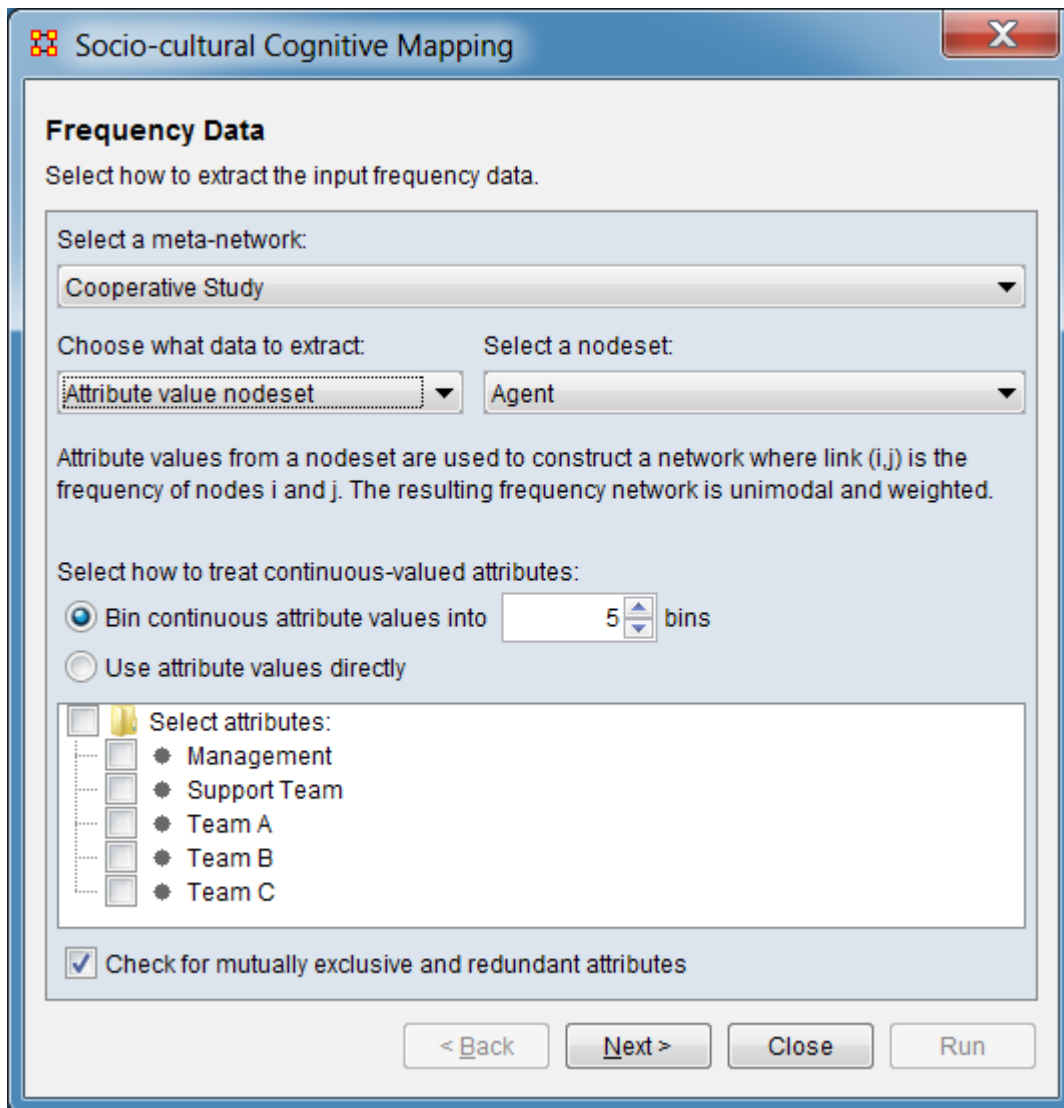 Socio-cultural Cognitive Mapping
X
Frequency Data
Select how to extract the input frequency data.
Select a meta-network:
Cooperative Study
Choose what data to extract: Select a nodeset:
Attribute value nodeset Agent
Attribute values from a nodeset are used to construct a network where link (i,j) is the
frequency of nodes i and j. The resulting frequency network is unimodal and weighted.
Select how to treat continuous-valued attributes:
Bin continuous attribute values into 5 bins
Use attribute values directly
Select attributes:
Management
Support Team
Team A
Team B
Team C
Check for mutually exclusive and redundant attributes
< Back Next > Close Run